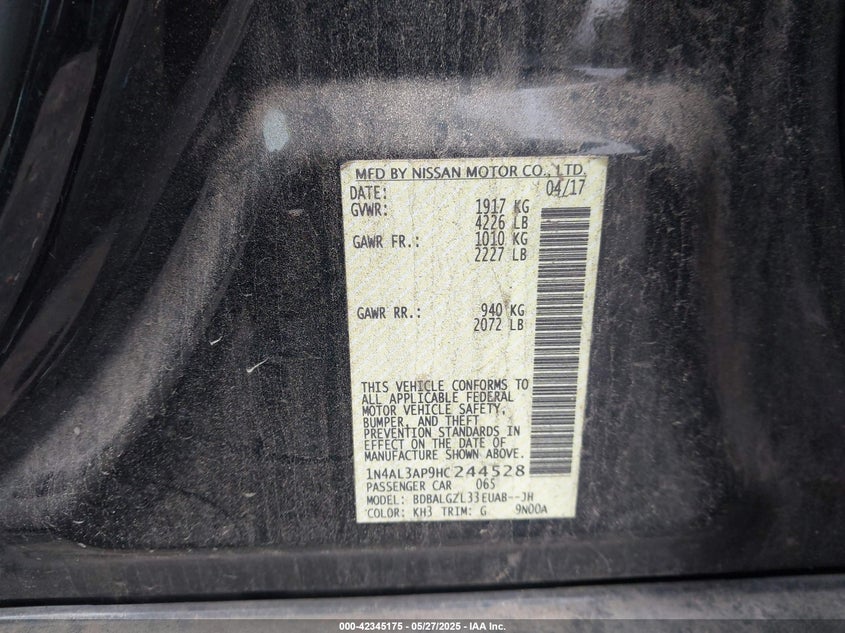 MFD BY NISSAN MOTOR CO., LTD.
DATE: 04/17
GVWR: 1917 KG
4226 LB
GAWR FR.: 1010 KG
2227 LB
GAWR RR.: 940 KG
2072 LB
THIS VEHICLE CONFORMS TO
ALL APPLICABLE FEDERAL
MOTOR VEHICLE SAFETY,
BUMPER, AND THEFT
PREVENTION STANDARDS IN
EFFECT ON THE DATE OF
MANUFACTURE SHOWN ABOVE.
1N4AL3AP9HC244528
PASSENGER CAR 065
MODEL: BDBALGZL33EUAB--JH
COLOR: KH3 TRIM: G 9N00A
000-42345175 - 05/27/2025 - IAA Inc.